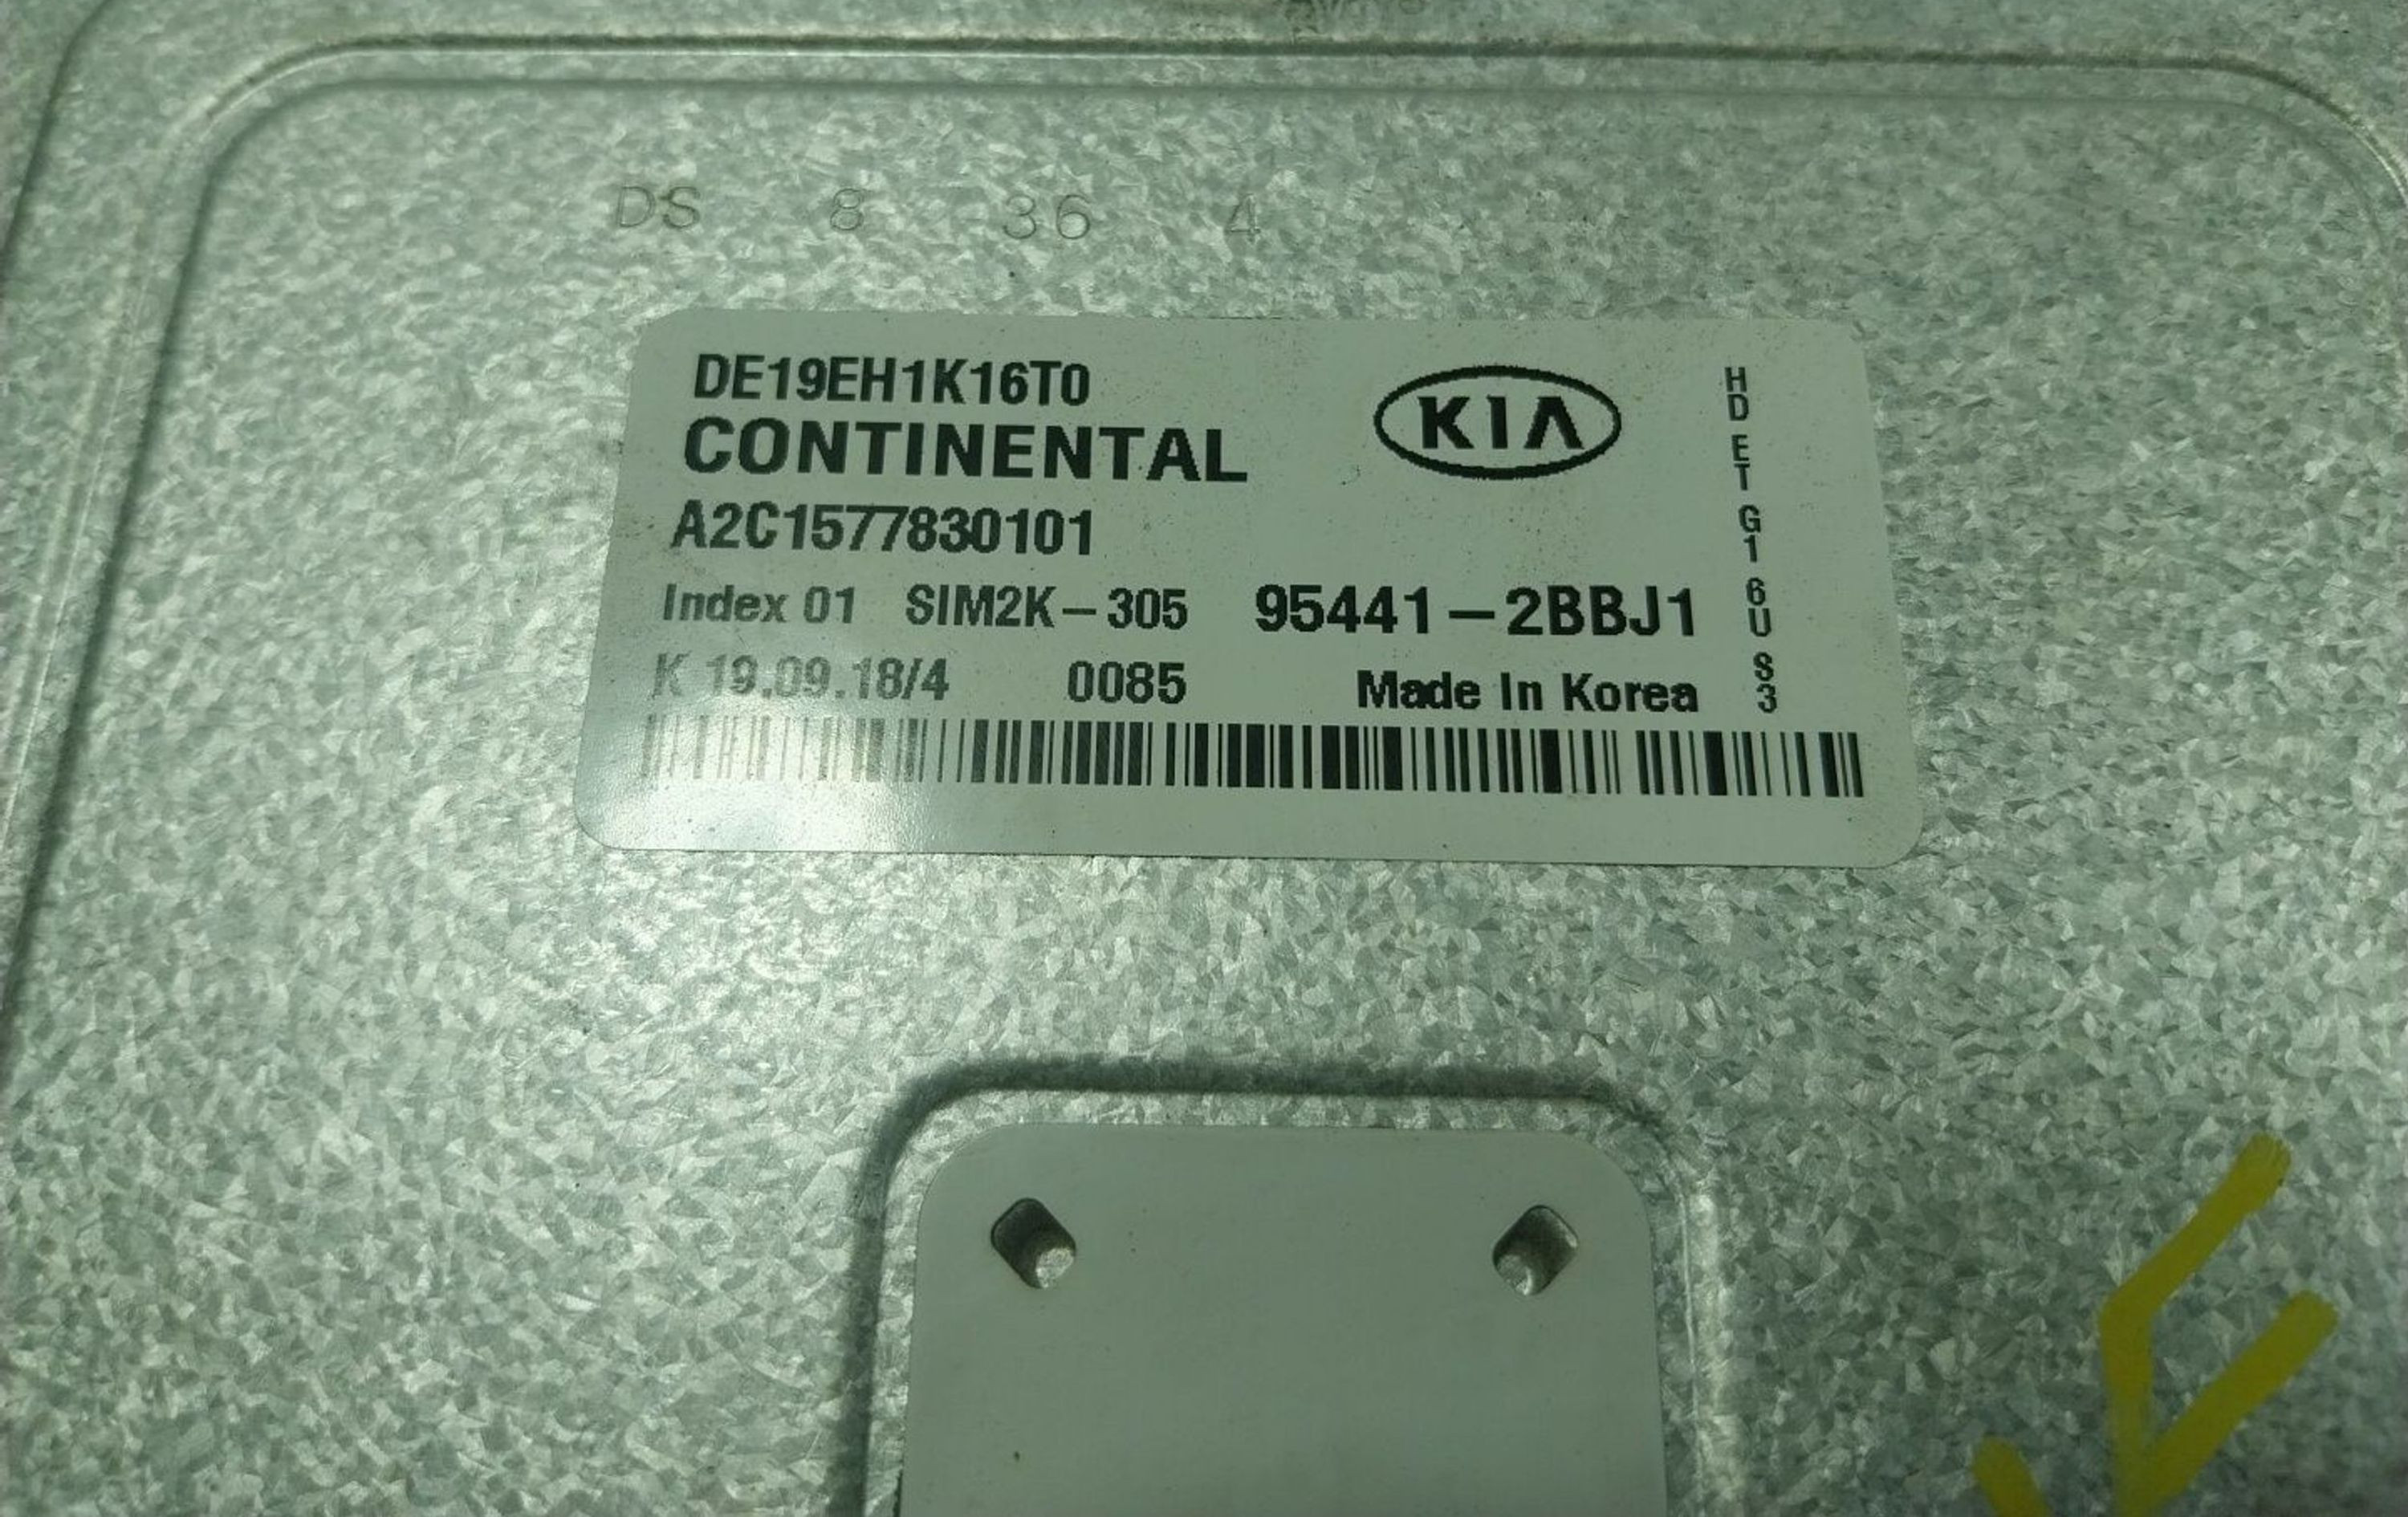 DS 8 36 4
DE19EH1K16T0
CONTINENTAL
KIA
A2C1577830101
Index 01 SIM2K-305 95441-2BBJ1
K 19.09.18/4 0085 Made In Korea
HD ET G1 6U S3